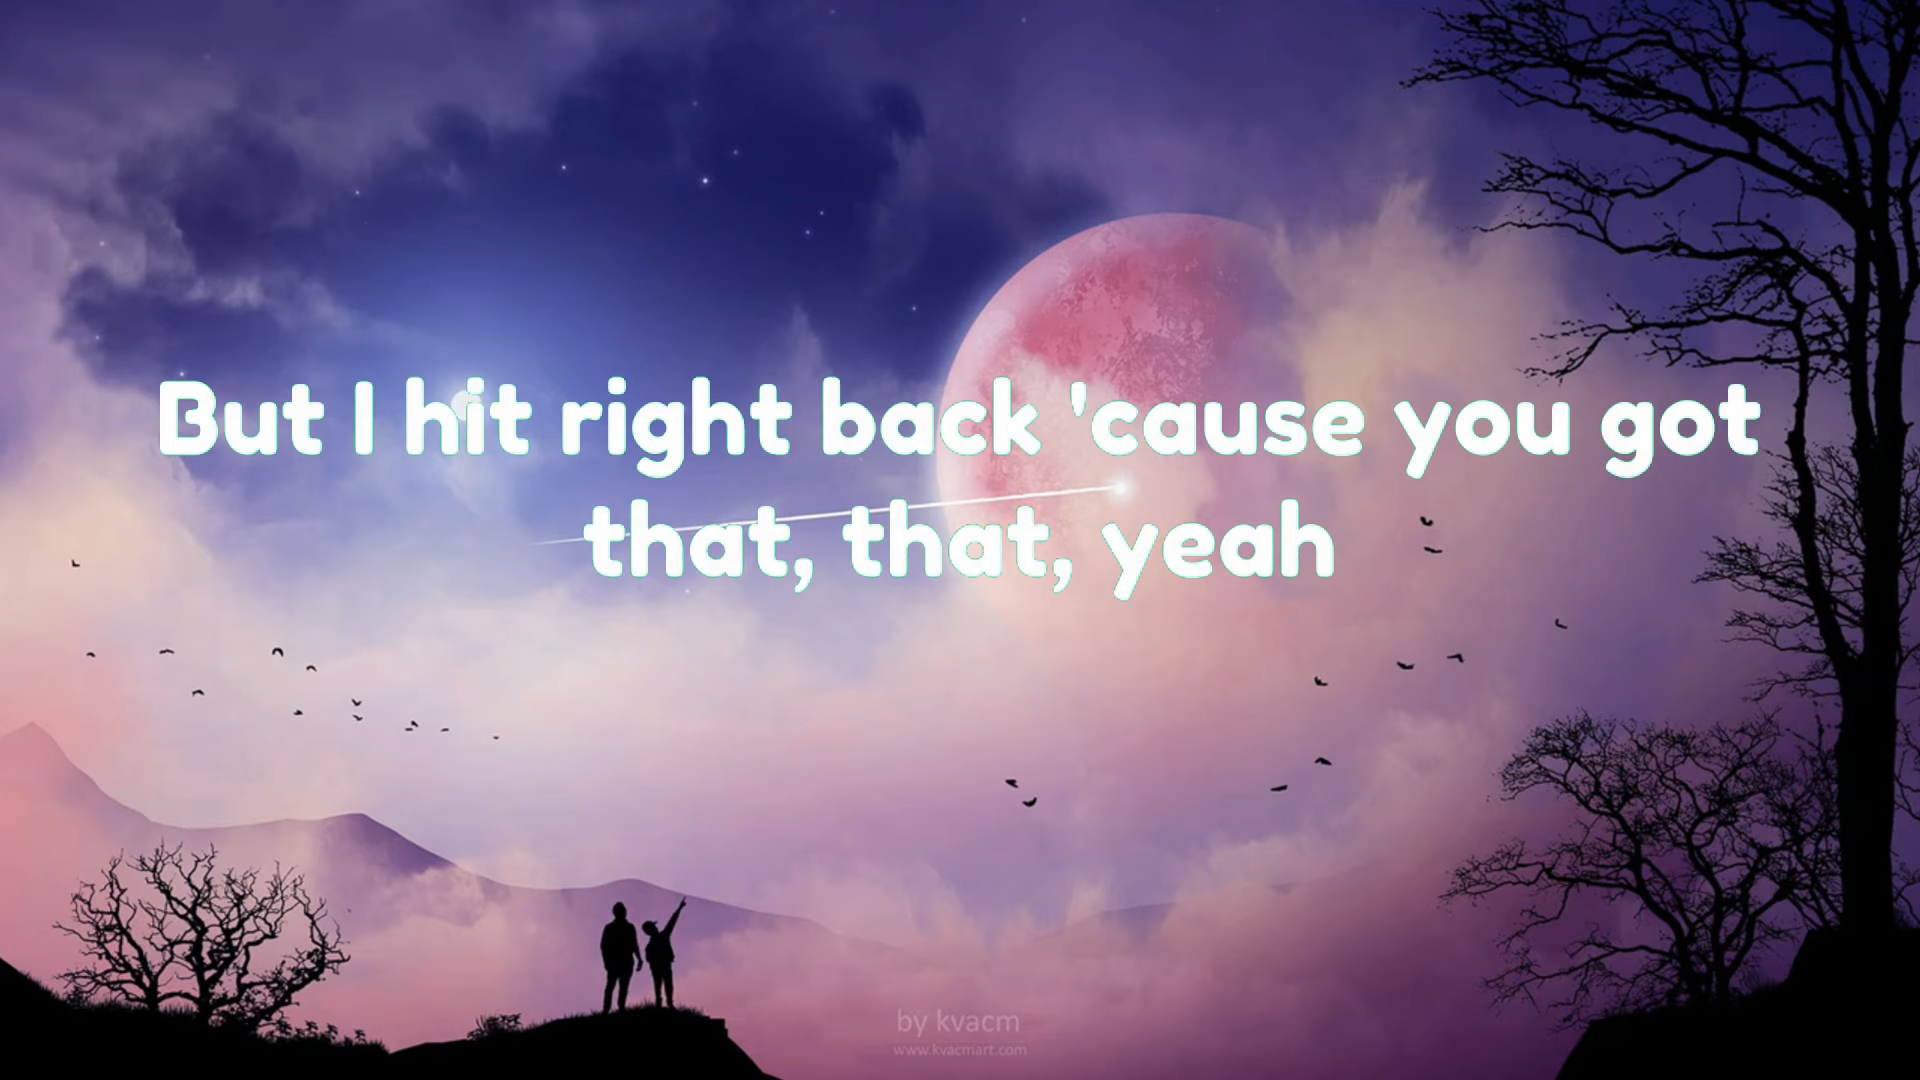 But I hit right back 'cause you got
that, that, yeah
by kvacm
www.kvacmart.com